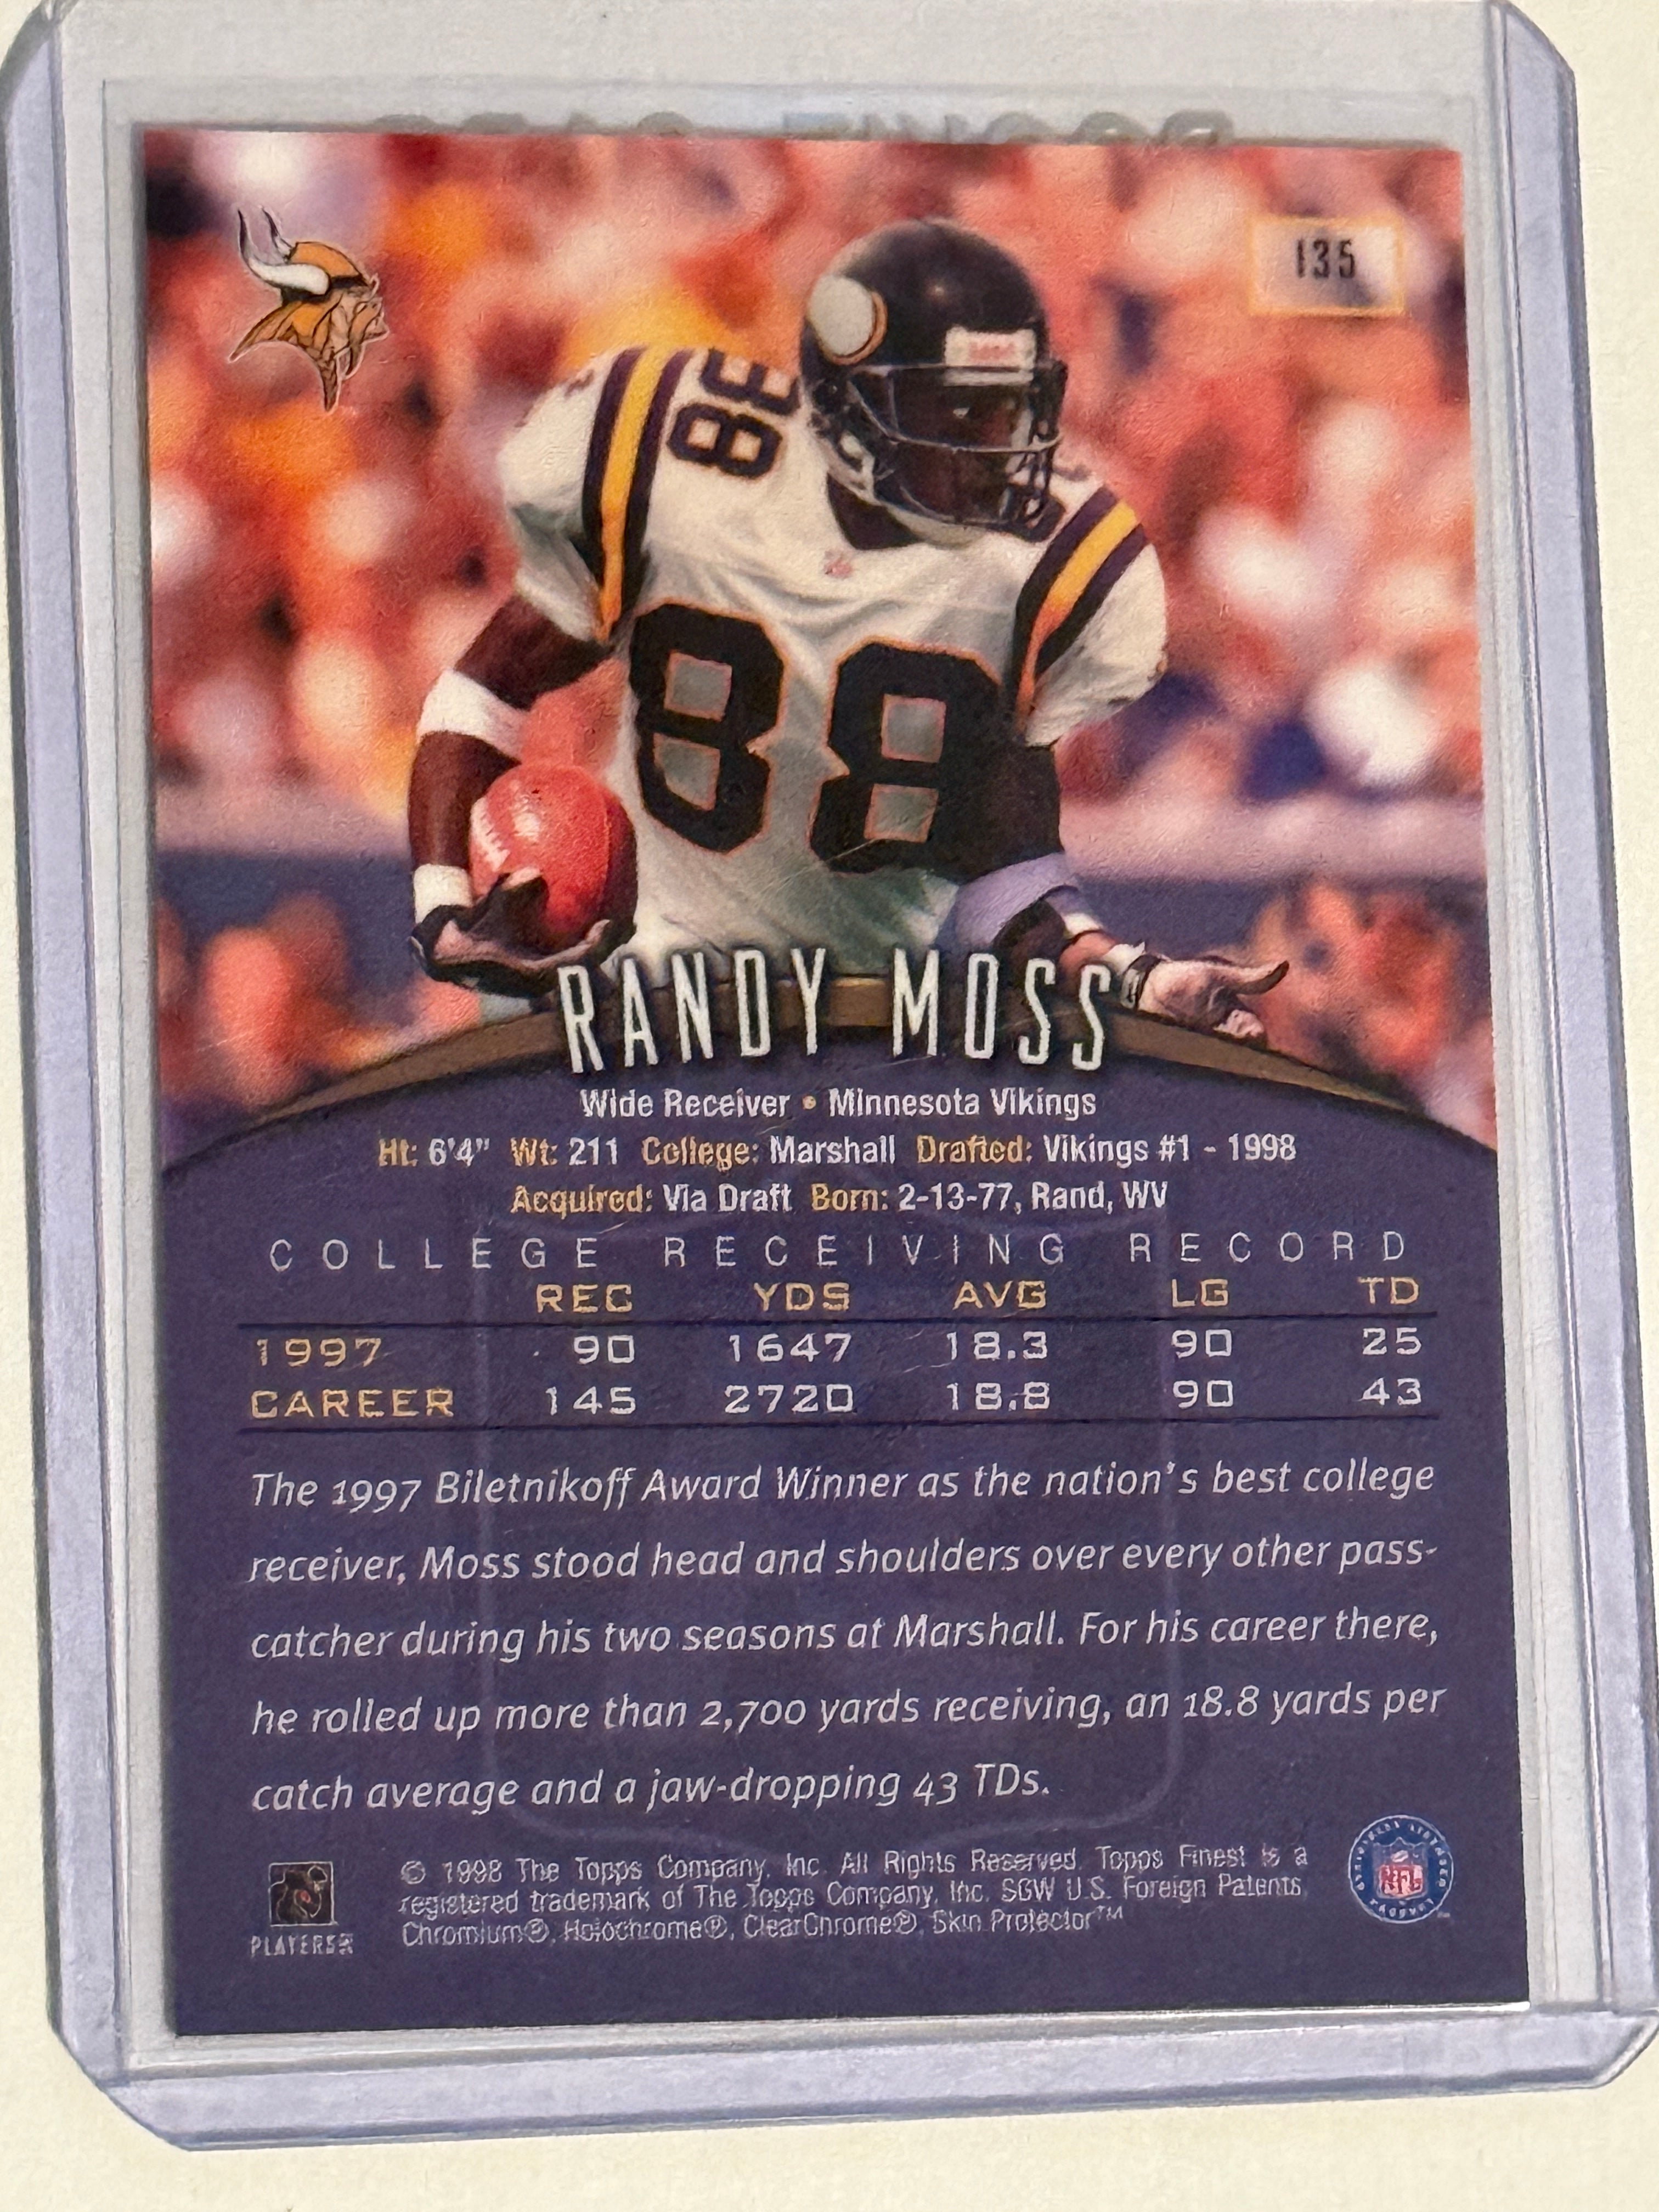 135
88
88
RANDY MOSS
Wide Receiver • Minnesota Vikings
Ht: 6'4" Wt: 211 College: Marshall Drafted: Vikings #1 - 1998
Acquired: Via Draft Born: 2-13-77, Rand, WV
COLLEGE RECEIVING RECORD
REC YDS AVG LG TD
1997 90 1647 18.3 90 25
CAREER 145 2720 18.8 90 43
The 1997 Biletnikoff Award Winner as the nation's best college
receiver, Moss stood head and shoulders over every other pass-
catcher during his two seasons at Marshall. For his career there,
he rolled up more than 2,700 yards receiving, an 18.8 yards per
catch average and a jaw-dropping 43 TDs.
© 1998 The Topps Company, Inc. All Rights Reserved. Topps Finest is a
registered trademark of The Topps Company, Inc. SGW U.S. Foreign Patents
Chromium®, Holochrome®, ClearChrome®, Skin Protector™
PLAYERS
NFL